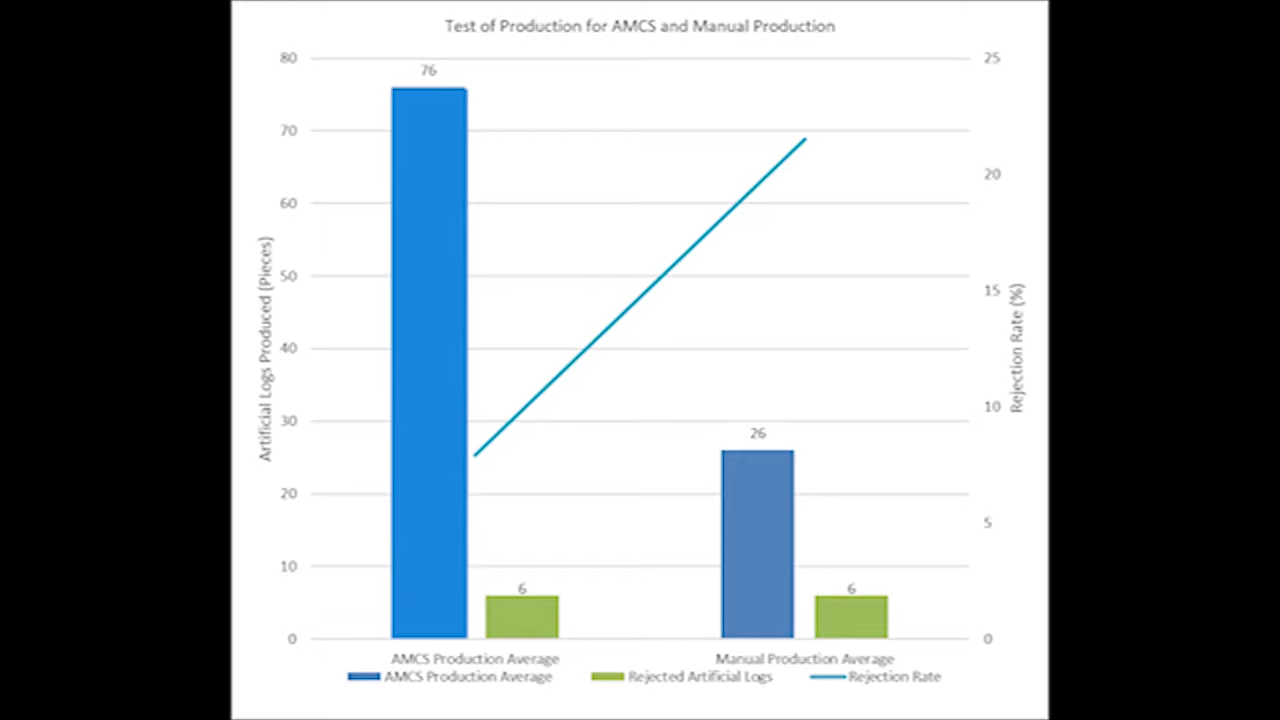 Test of Production for AMCS and Manual Production
80
70
60
50
40
30
20
10
0
Artificial Logs Produced (Pieces)
76
6
26
6
25
20
15
10
5
0
Rejection Rate (%)
AMCS Production Average
Manual Production Average
AMCS Production Average
Rejected Artificial Logs
Rejection Rate